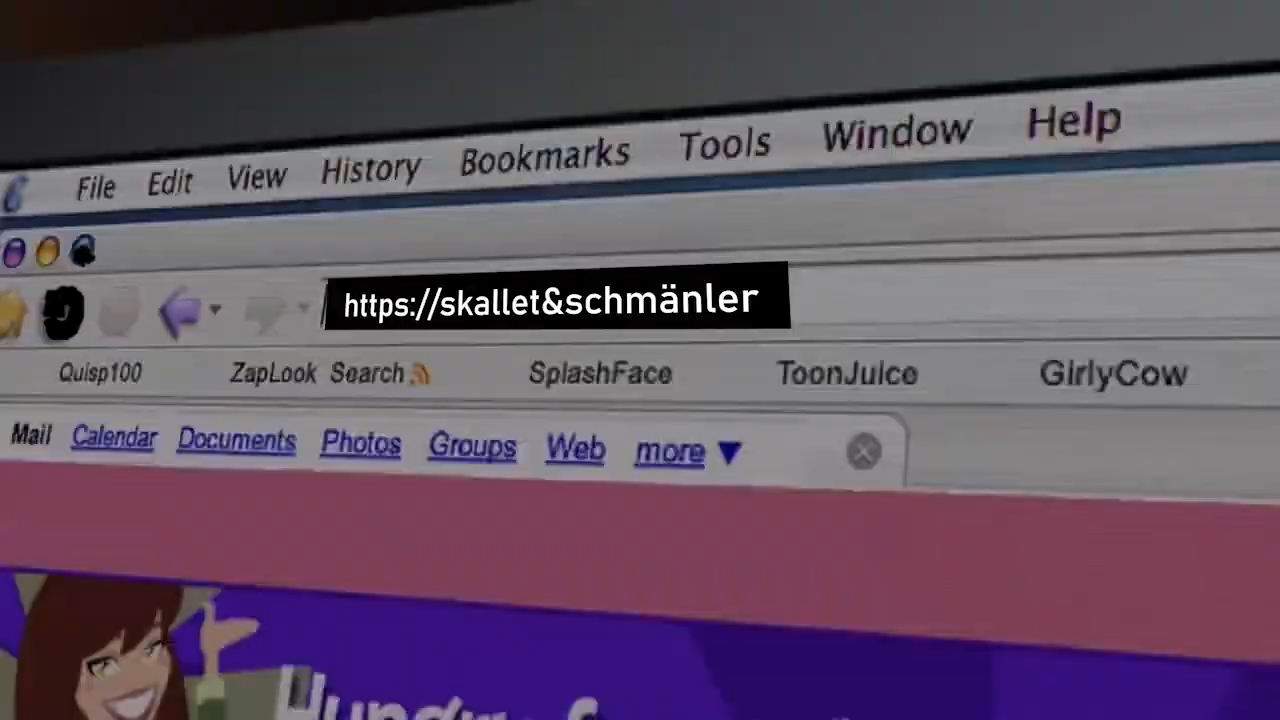 File Edit View History Bookmarks Tools Window Help
https://skallet&schmänler
Quisp100 ZapLook Search SplashFace ToonJuice GirlyCow
Mail Calendar Documents Photos Groups Web more ▼